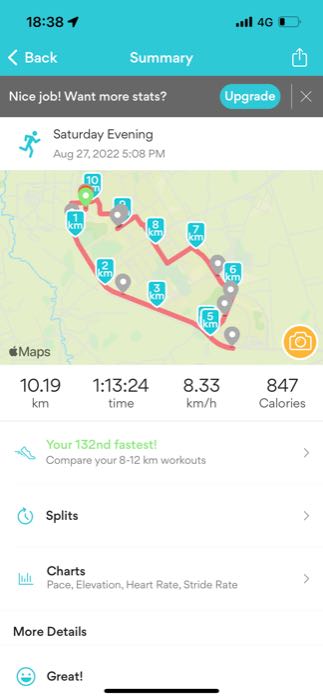 18:38
4G
Back
Summary
Nice job! Want more stats?
Upgrade
Saturday Evening
Aug 27, 2022 5:08 PM
10
m
9
1
km
8
km
7
km
2
km
6
km
3
km
5
km
Maps
10.19
km
1:13:24
time
8.33
km/h
847
Calories
Your 132nd fastest!
Compare your 8-12 km workouts
Splits
Charts
Pace, Elevation, Heart Rate, Stride Rate
More Details
Great!